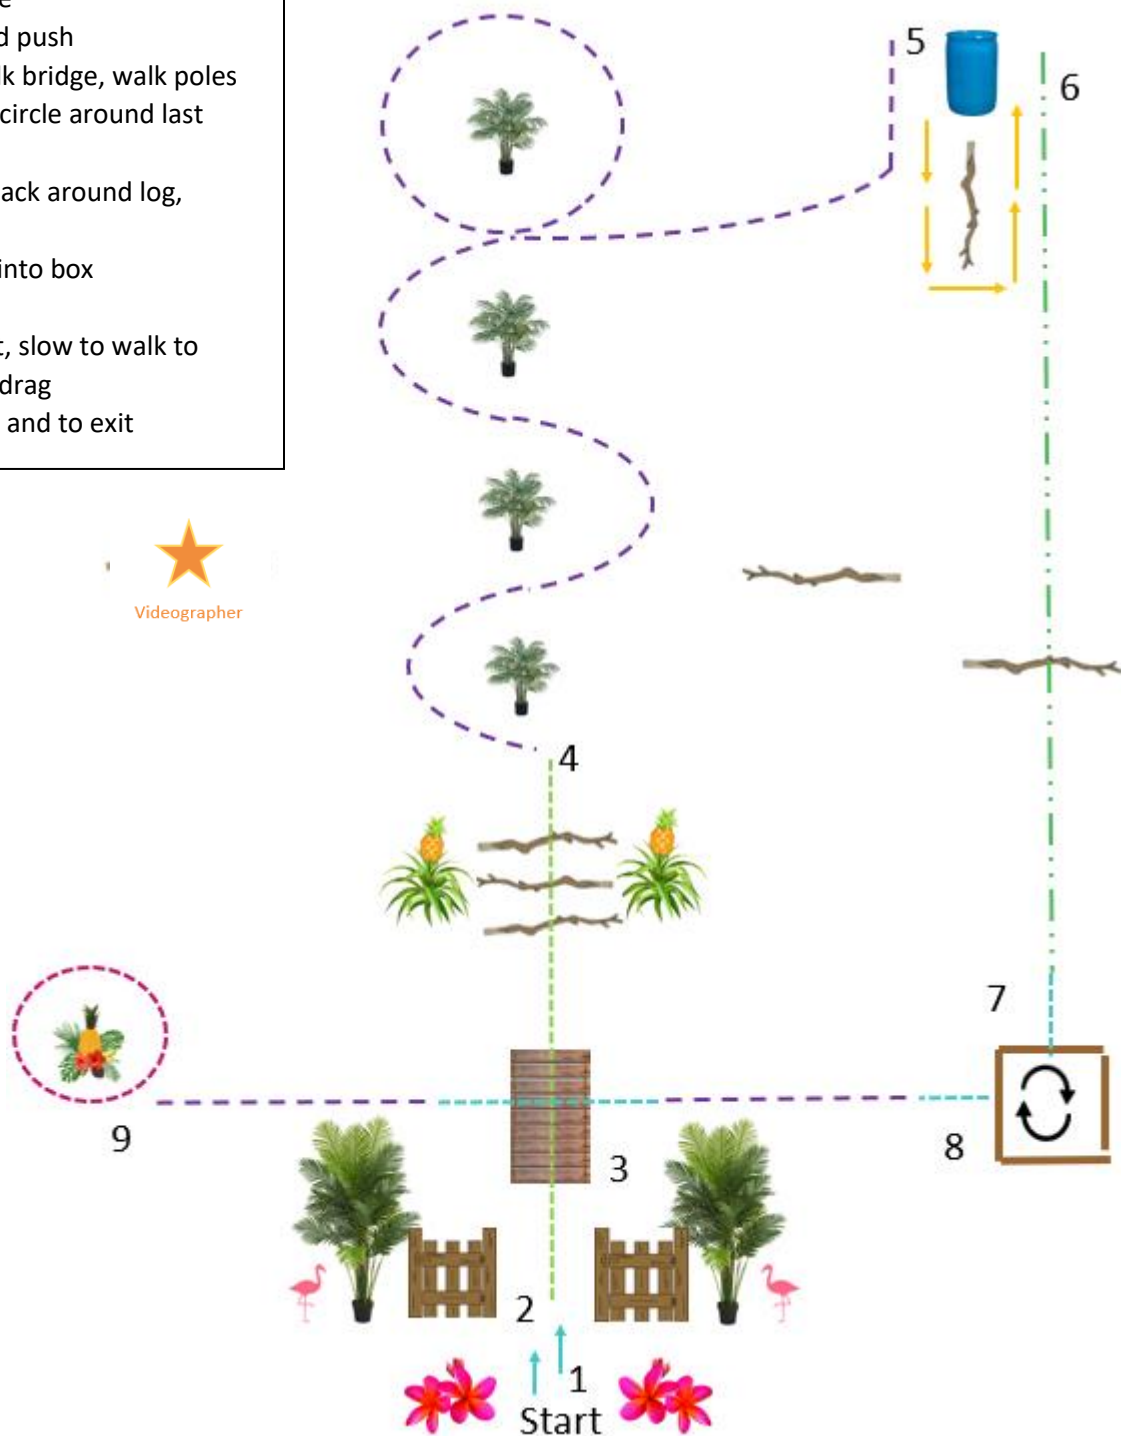 d push
lk bridge, walk poles
circle around last
ack around log,
into box
t, slow to walk to
drag
and to exit
Videographer
5
6
4
7
9
8
3
2
1
Start